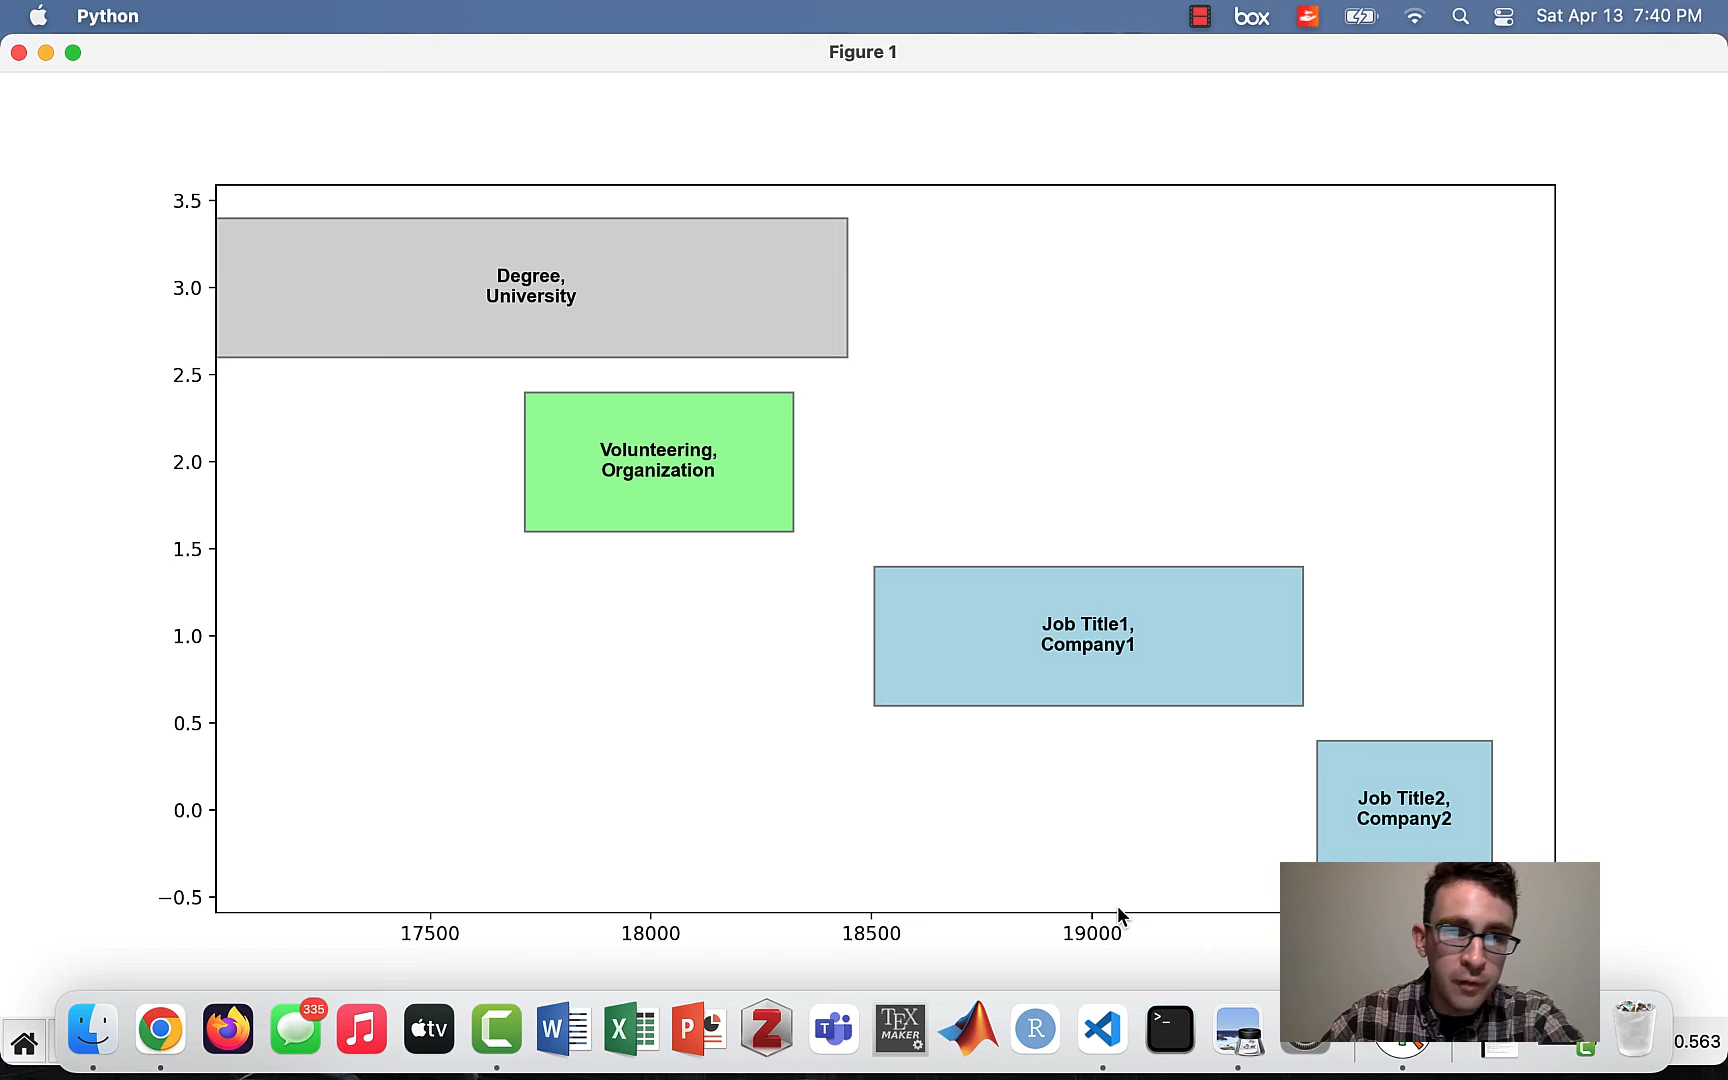 Python
box
Sat Apr 13 7:40 PM
Figure 1
3.5
3.0
2.5
2.0
1.5
1.0
0.5
0.0
−0.5
Degree,
University
Volunteering,
Organization
Job Title1,
Company1
Job Title2,
Company2
17500
18000
18500
19000
335
tv
W
X
P
Z
T
TEX
MAKER
R
>_
0.563